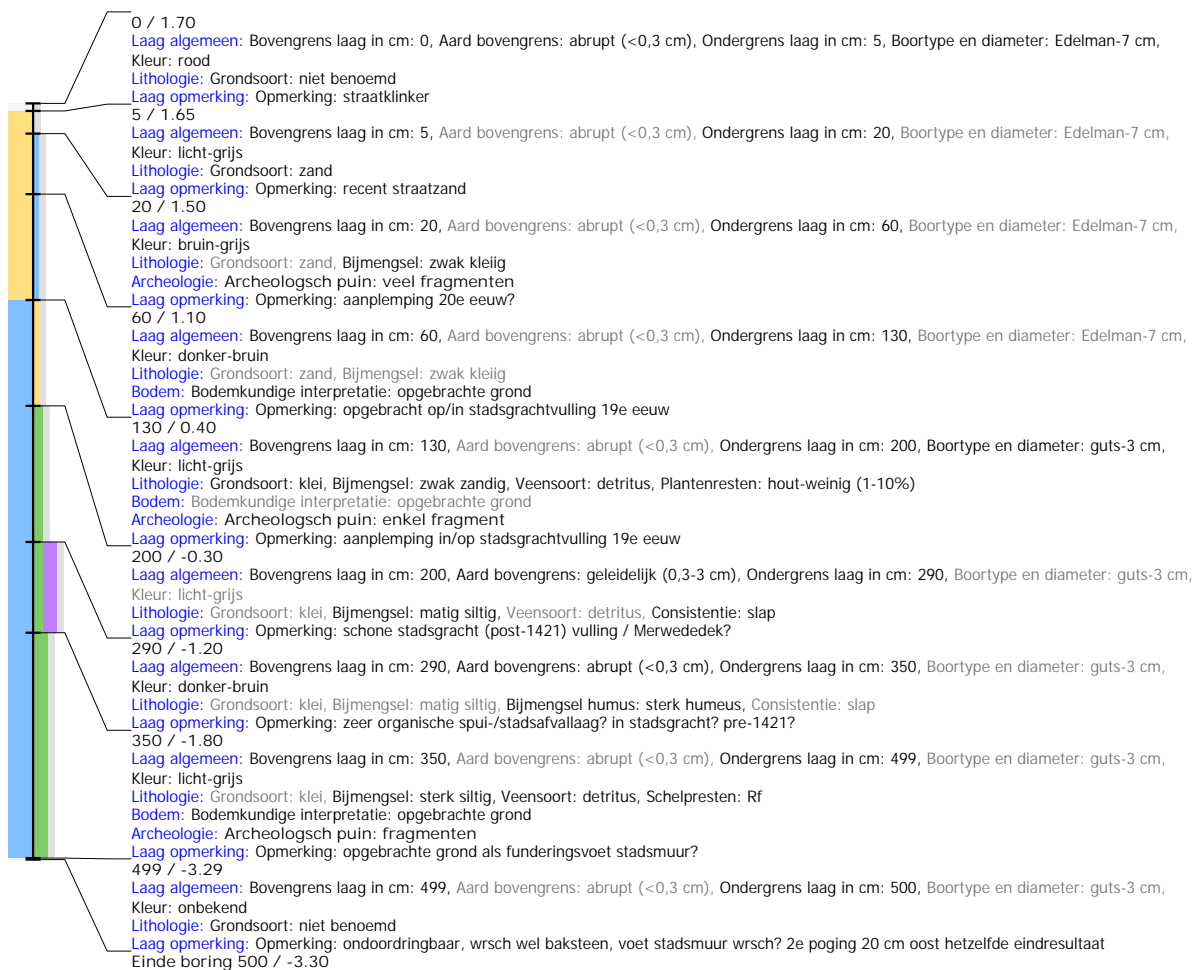 0 / 1.70
Laag algemeen: Bovengrens laag in cm: 0, Aard bovengrens: abrupt (<0,3 cm), Ondergrens laag in cm: 5, Boortype en diameter: Edelman-7 cm,
Kleur: rood
Lithologie: Grondsoort: niet benoemd
Laag opmerking: Opmerking: straatklinker
5 / 1.65
Laag algemeen: Bovengrens laag in cm: 5, Aard bovengrens: abrupt (<0,3 cm), Ondergrens laag in cm: 20, Boortype en diameter: Edelman-7 cm,
Kleur: licht-grijs
Lithologie: Grondsoort: zand
Laag opmerking: Opmerking: recent straatzand
20 / 1.50
Laag algemeen: Bovengrens laag in cm: 20, Aard bovengrens: abrupt (<0,3 cm), Ondergrens laag in cm: 60, Boortype en diameter: Edelman-7 cm,
Kleur: bruin-grijs
Lithologie: Grondsoort: zand, Bijmengsel: zwak kleiig
Archeologie: Archeologsch puin: veel fragmenten
Laag opmerking: Opmerking: aanplemping 20e eeuw?
60 / 1.10
Laag algemeen: Bovengrens laag in cm: 60, Aard bovengrens: abrupt (<0,3 cm), Ondergrens laag in cm: 130, Boortype en diameter: Edelman-7 cm,
Kleur: donker-bruin
Lithologie: Grondsoort: zand, Bijmengsel: zwak kleiig
Bodem: Bodemkundige interpretatie: opgebrachte grond
Laag opmerking: Opmerking: opgebracht op/in stadsgrachtvulling 19e eeuw
130 / 0.40
Laag algemeen: Bovengrens laag in cm: 130, Aard bovengrens: abrupt (<0,3 cm), Ondergrens laag in cm: 200, Boortype en diameter: guts-3 cm,
Kleur: licht-grijs
Lithologie: Grondsoort: klei, Bijmengsel: zwak zandig, Veensoort: detritus, Plantenresten: hout-weinig (1-10%)
Bodem: Bodemkundige interpretatie: opgebrachte grond
Archeologie: Archeologsch puin: enkel fragment
Laag opmerking: Opmerking: aanplemping in/op stadsgrachtvulling 19e eeuw
200 / -0.30
Laag algemeen: Bovengrens laag in cm: 200, Aard bovengrens: geleidelijk (0,3-3 cm), Ondergrens laag in cm: 290, Boortype en diameter: guts-3 cm,
Kleur: licht-grijs
Lithologie: Grondsoort: klei, Bijmengsel: matig siltig, Veensoort: detritus, Consistentie: slap
Laag opmerking: Opmerking: schone stadsgracht (post-1421) vulling / Merwededek?
290 / -1.20
Laag algemeen: Bovengrens laag in cm: 290, Aard bovengrens: abrupt (<0,3 cm), Ondergrens laag in cm: 350, Boortype en diameter: guts-3 cm,
Kleur: donker-bruin
Lithologie: Grondsoort: klei, Bijmengsel: matig siltig, Bijmengsel humus: sterk humeus, Consistentie: slap
Laag opmerking: Opmerking: zeer organische spui-/stadsafvallaag? in stadsgracht? pre-1421?
350 / -1.80
Laag algemeen: Bovengrens laag in cm: 350, Aard bovengrens: abrupt (<0,3 cm), Ondergrens laag in cm: 499, Boortype en diameter: guts-3 cm,
Kleur: licht-grijs
Lithologie: Grondsoort: klei, Bijmengsel: sterk siltig, Veensoort: detritus, Schelpresten: Rf
Bodem: Bodemkundige interpretatie: opgebrachte grond
Archeologie: Archeologsch puin: fragmenten
Laag opmerking: Opmerking: opgebrachte grond als funderingsvoet stadsmuur?
499 / -3.29
Laag algemeen: Bovengrens laag in cm: 499, Aard bovengrens: abrupt (<0,3 cm), Ondergrens laag in cm: 500, Boortype en diameter: guts-3 cm,
Kleur: onbekend
Lithologie: Grondsoort: niet benoemd
Laag opmerking: Opmerking: ondoordringbaar, wrsch wel baksteen, voet stadsmuur wrsch? 2e poging 20 cm oost hetzelfde eindresultaat
Einde boring 500 / -3.30